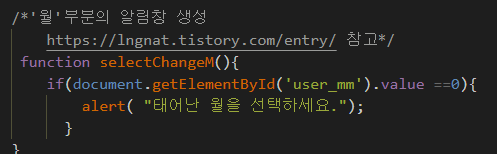 /*'월'부분의 알림창 생성
https://lngnat.tistory.com/entry/ 참고*/
function selectChangeM(){
if(document.getElementById('user_mm').value ==0){
alert( "태어난 월을 선택하세요.");
}
}